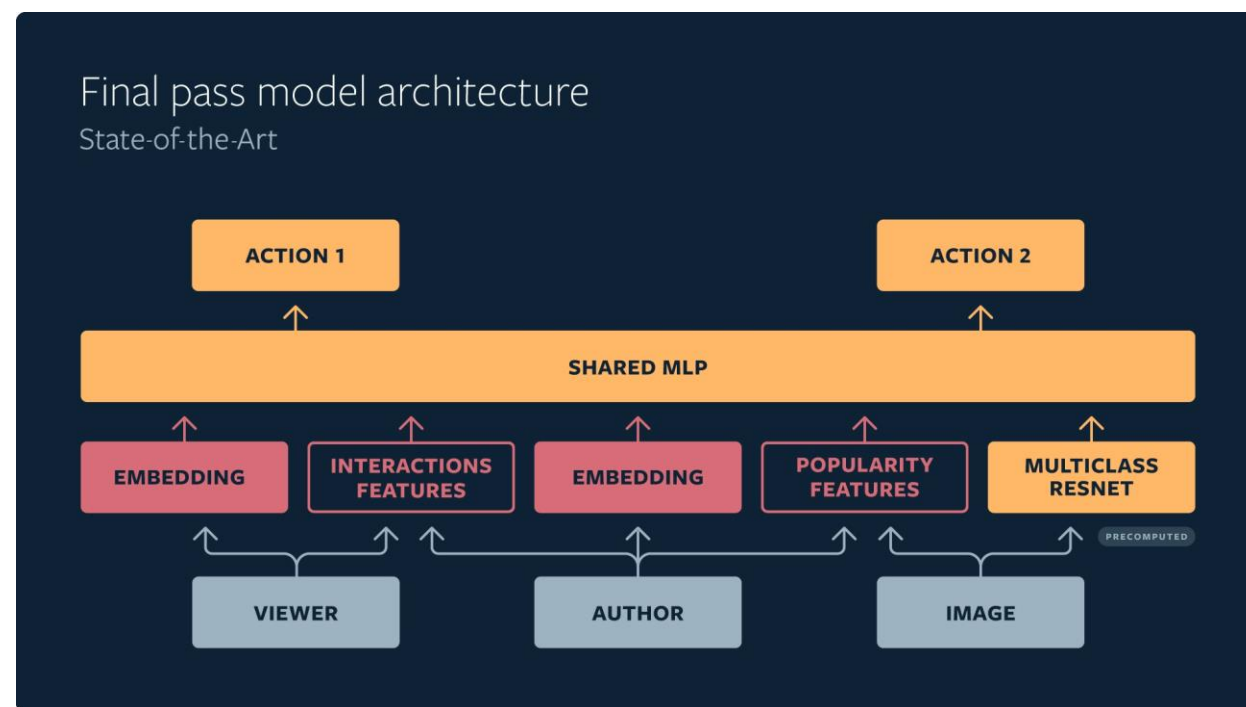 Final pass model architecture
State-of-the-Art
ACTION 1
ACTION 2
SHARED MLP
EMBEDDING
INTERACTIONS
FEATURES
EMBEDDING
POPULARITY
FEATURES
MULTICLASS
RESNET
PRECOMPUTED
VIEWER
AUTHOR
IMAGE